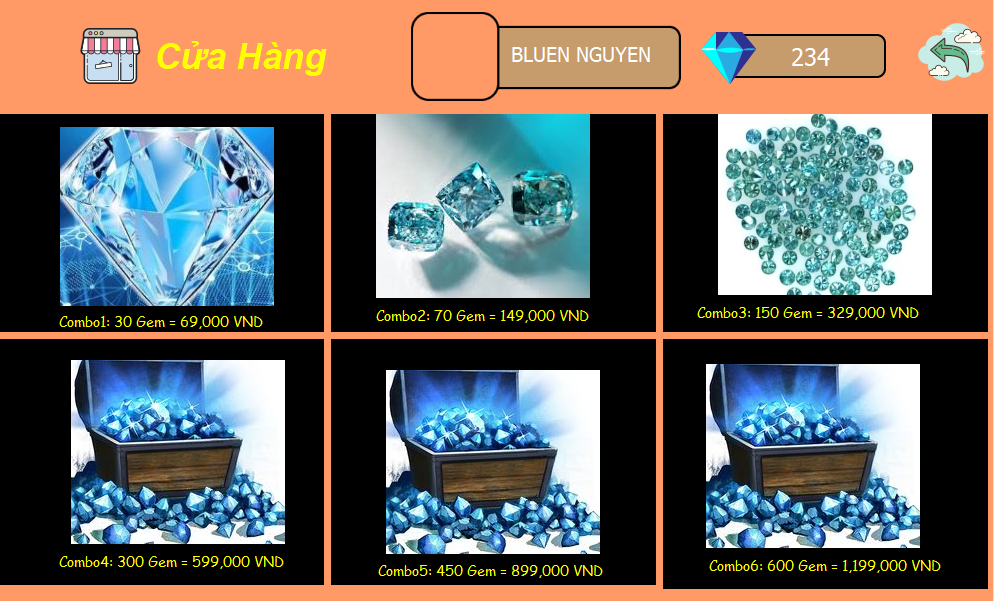 Cửa Hàng
BLUEN NGUYEN
234
Combo1: 30 Gem = 69,000 VND
Combo2: 70 Gem = 149,000 VND
Combo3: 150 Gem = 329,000 VND
Combo4: 300 Gem = 599,000 VND
Combo5: 450 Gem = 899,000 VND
Combo6: 600 Gem = 1,199,000 VND